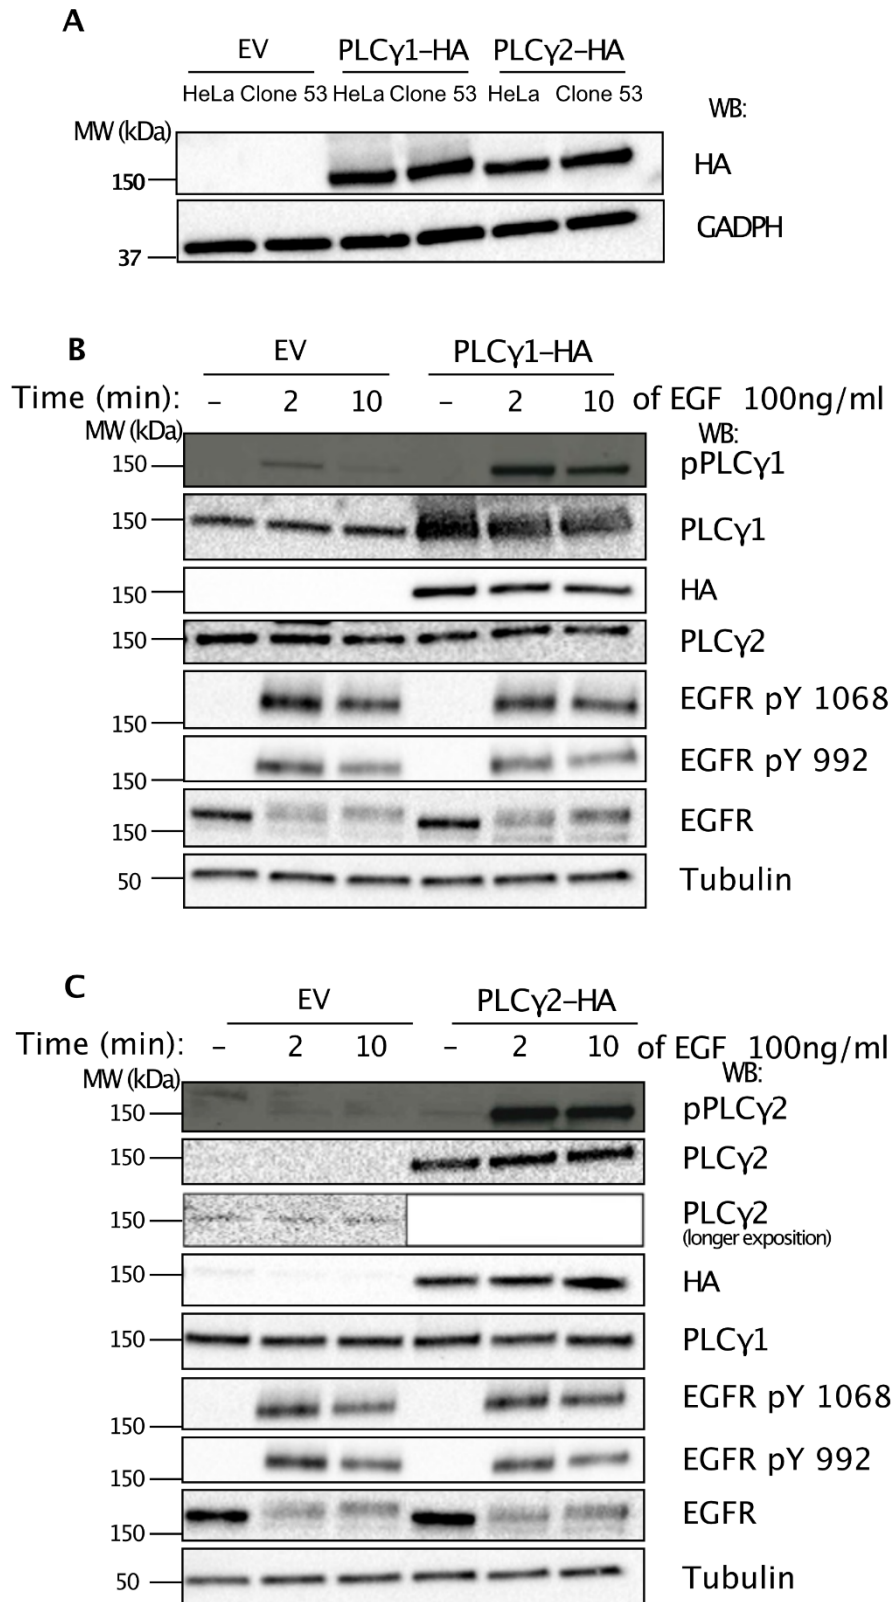 A
EV PLCγ1-HA PLCγ2-HA
HeLa Clone 53 HeLa Clone 53 HeLa Clone 53
WB:
MW (kDa)
150 HA
37 GADPH
B
EV PLCγ1-HA
Time (min): - 2 10 - 2 10 of EGF 100ng/ml
MW (kDa) WB:
150 pPLCγ1
150 PLCγ1
150 HA
150 PLCγ2
150 EGFR pY 1068
150 EGFR pY 992
150 EGFR
50 Tubulin
C
EV PLCγ2-HA
Time (min): - 2 10 - 2 10 of EGF 100ng/ml
MW (kDa) WB:
150 pPLCγ2
150 PLCγ2
150 PLCγ2
(longer exposition)
150 HA
150 PLCγ1
150 EGFR pY 1068
150 EGFR pY 992
150 EGFR
50 Tubulin